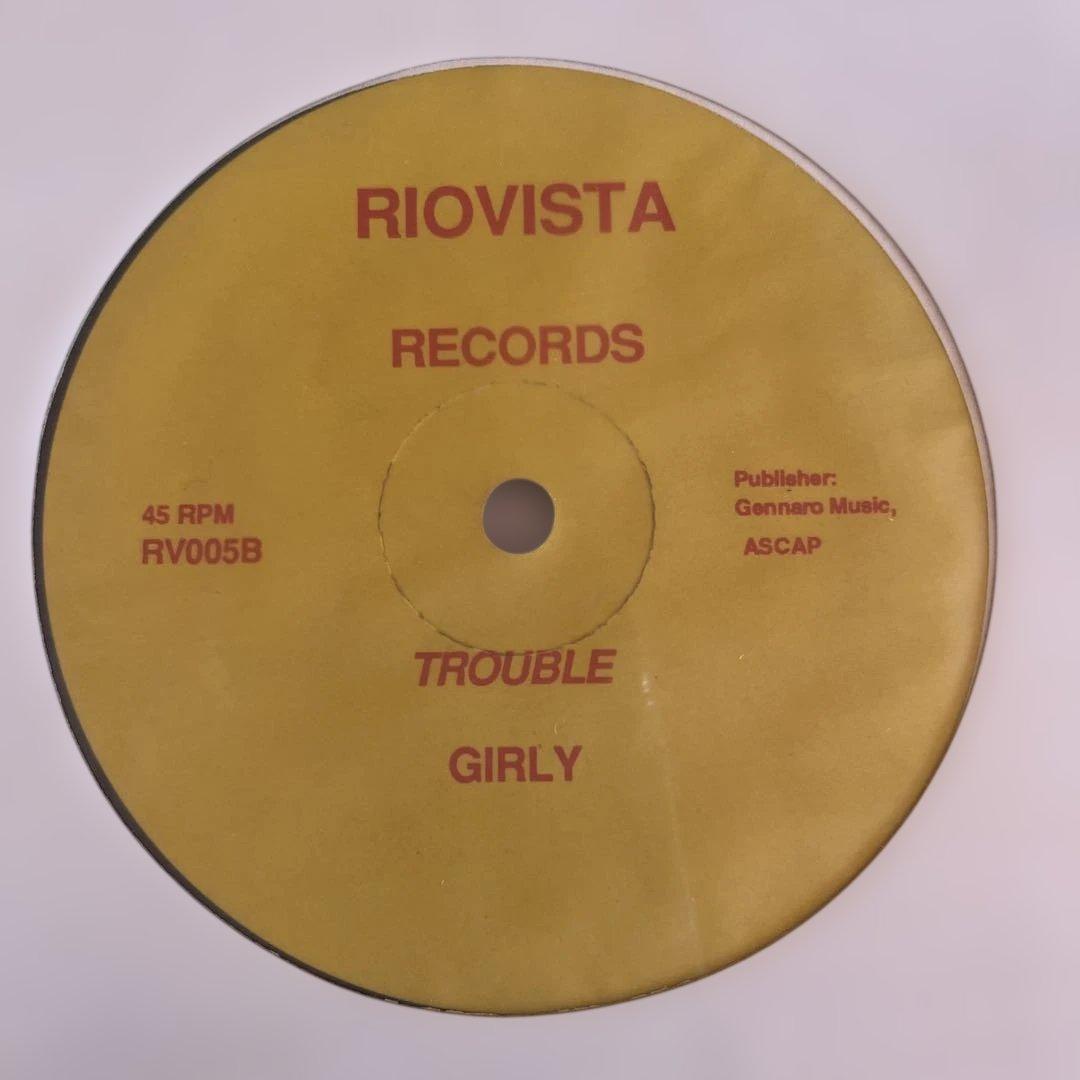 RIOVISTA
RECORDS
45 RPM
RV005B
Publisher:
Gennaro Music,
ASCAP
TROUBLE
GIRLY